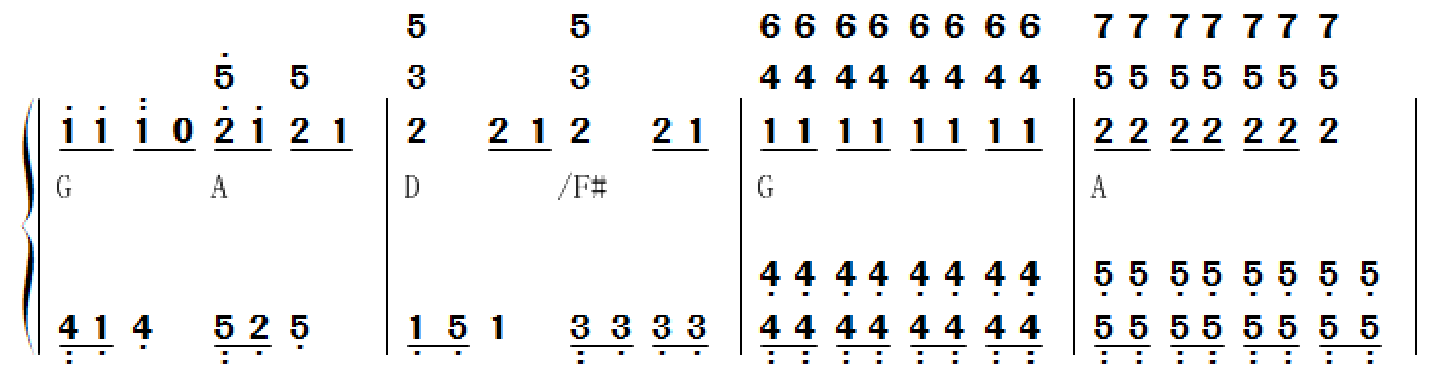 5 5 6 6 6 6 6 6 6 6 7 7 7 7 7 7 7
5̇ 5 3 3 4 4 4 4 4 4 4 4 5 5 5 5 5 5 5
1̇ 1̇ 1̈ 0 2̇ 1̇ 2 1 2 2 1 2 2 1 1 1 1 1 1 1 1 1 2 2 2 2 2 2 2
G A D /F# G A
4̣ 4̣ 4̣ 4̣ 4̣ 4̣ 4̣ 4̣ 5̣ 5̣ 5̣ 5̣ 5̣ 5̣ 5̣ 5̣
4̤ 1̣ 4̣ 5̤ 2̣ 5̣ 1̣ 5̣ 1 3̤ 3̣ 3̣ 3̣ 4̤ 4̤ 4̤ 4̤ 4̤ 4̤ 4̤ 4̤ 5̤ 5̤ 5̤ 5̤ 5̤ 5̤ 5̤ 5̤